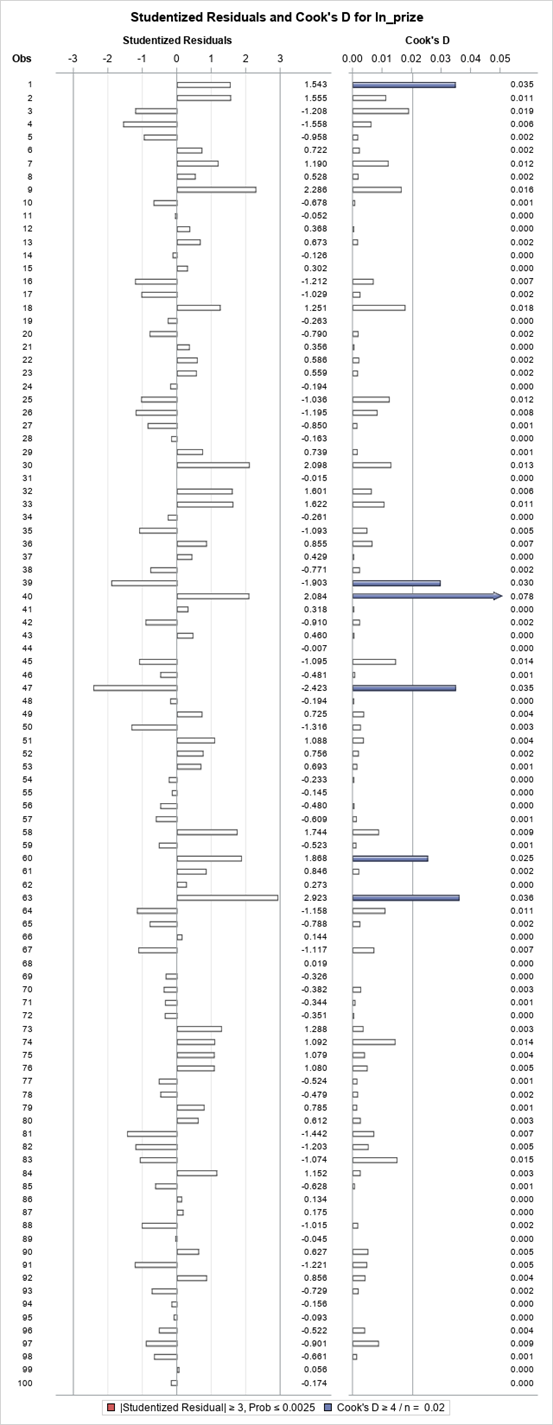 Studentized Residuals and Cook's D for ln_prize
Studentized Residuals Cook's D
Obs -3 -2 -1 0 1 2 3 0.00 0.01 0.02 0.03 0.04 0.05
1 1.543 0.035
2 1.555 0.011
3 -1.208 0.019
4 -1.558 0.006
5 -0.958 0.002
6 0.722 0.002
7 1.190 0.012
8 0.528 0.002
9 2.286 0.016
10 -0.678 0.001
11 -0.052 0.000
12 0.368 0.000
13 0.673 0.002
14 -0.126 0.000
15 0.302 0.000
16 -1.212 0.007
17 -1.029 0.002
18 1.251 0.018
19 -0.263 0.000
20 -0.790 0.002
21 0.356 0.000
22 0.586 0.002
23 0.559 0.002
24 -0.194 0.000
25 -1.036 0.012
26 -1.195 0.008
27 -0.850 0.001
28 -0.163 0.000
29 0.739 0.001
30 2.098 0.013
31 -0.015 0.000
32 1.601 0.006
33 1.622 0.011
34 -0.261 0.000
35 -1.093 0.005
36 0.855 0.007
37 0.429 0.000
38 -0.771 0.002
39 -1.903 0.030
40 2.084 0.078
41 0.318 0.000
42 -0.910 0.002
43 0.460 0.000
44 -0.007 0.000
45 -1.095 0.014
46 -0.481 0.001
47 -2.423 0.035
48 -0.194 0.000
49 0.725 0.004
50 -1.316 0.003
51 1.088 0.004
52 0.756 0.002
53 0.693 0.001
54 -0.233 0.000
55 -0.145 0.000
56 -0.480 0.000
57 -0.609 0.001
58 1.744 0.009
59 -0.523 0.001
60 1.868 0.025
61 0.846 0.002
62 0.273 0.000
63 2.923 0.036
64 -1.158 0.011
65 -0.788 0.002
66 0.144 0.000
67 -1.117 0.007
68 0.019 0.000
69 -0.326 0.000
70 -0.382 0.003
71 -0.344 0.001
72 -0.351 0.000
73 1.288 0.003
74 1.092 0.014
75 1.079 0.004
76 1.080 0.005
77 -0.524 0.001
78 -0.479 0.002
79 0.785 0.001
80 0.612 0.003
81 -1.442 0.007
82 -1.203 0.005
83 -1.074 0.015
84 1.152 0.003
85 -0.628 0.001
86 0.134 0.000
87 0.175 0.000
88 -1.015 0.002
89 -0.045 0.000
90 0.627 0.005
91 -1.221 0.005
92 0.856 0.004
93 -0.729 0.002
94 -0.156 0.000
95 -0.093 0.000
96 -0.522 0.004
97 -0.901 0.009
98 -0.661 0.001
99 0.056 0.000
100 -0.174 0.000
|Studentized Residual| ≥ 3, Prob ≤ 0.0025 Cook's D ≥ 4 / n = 0.02